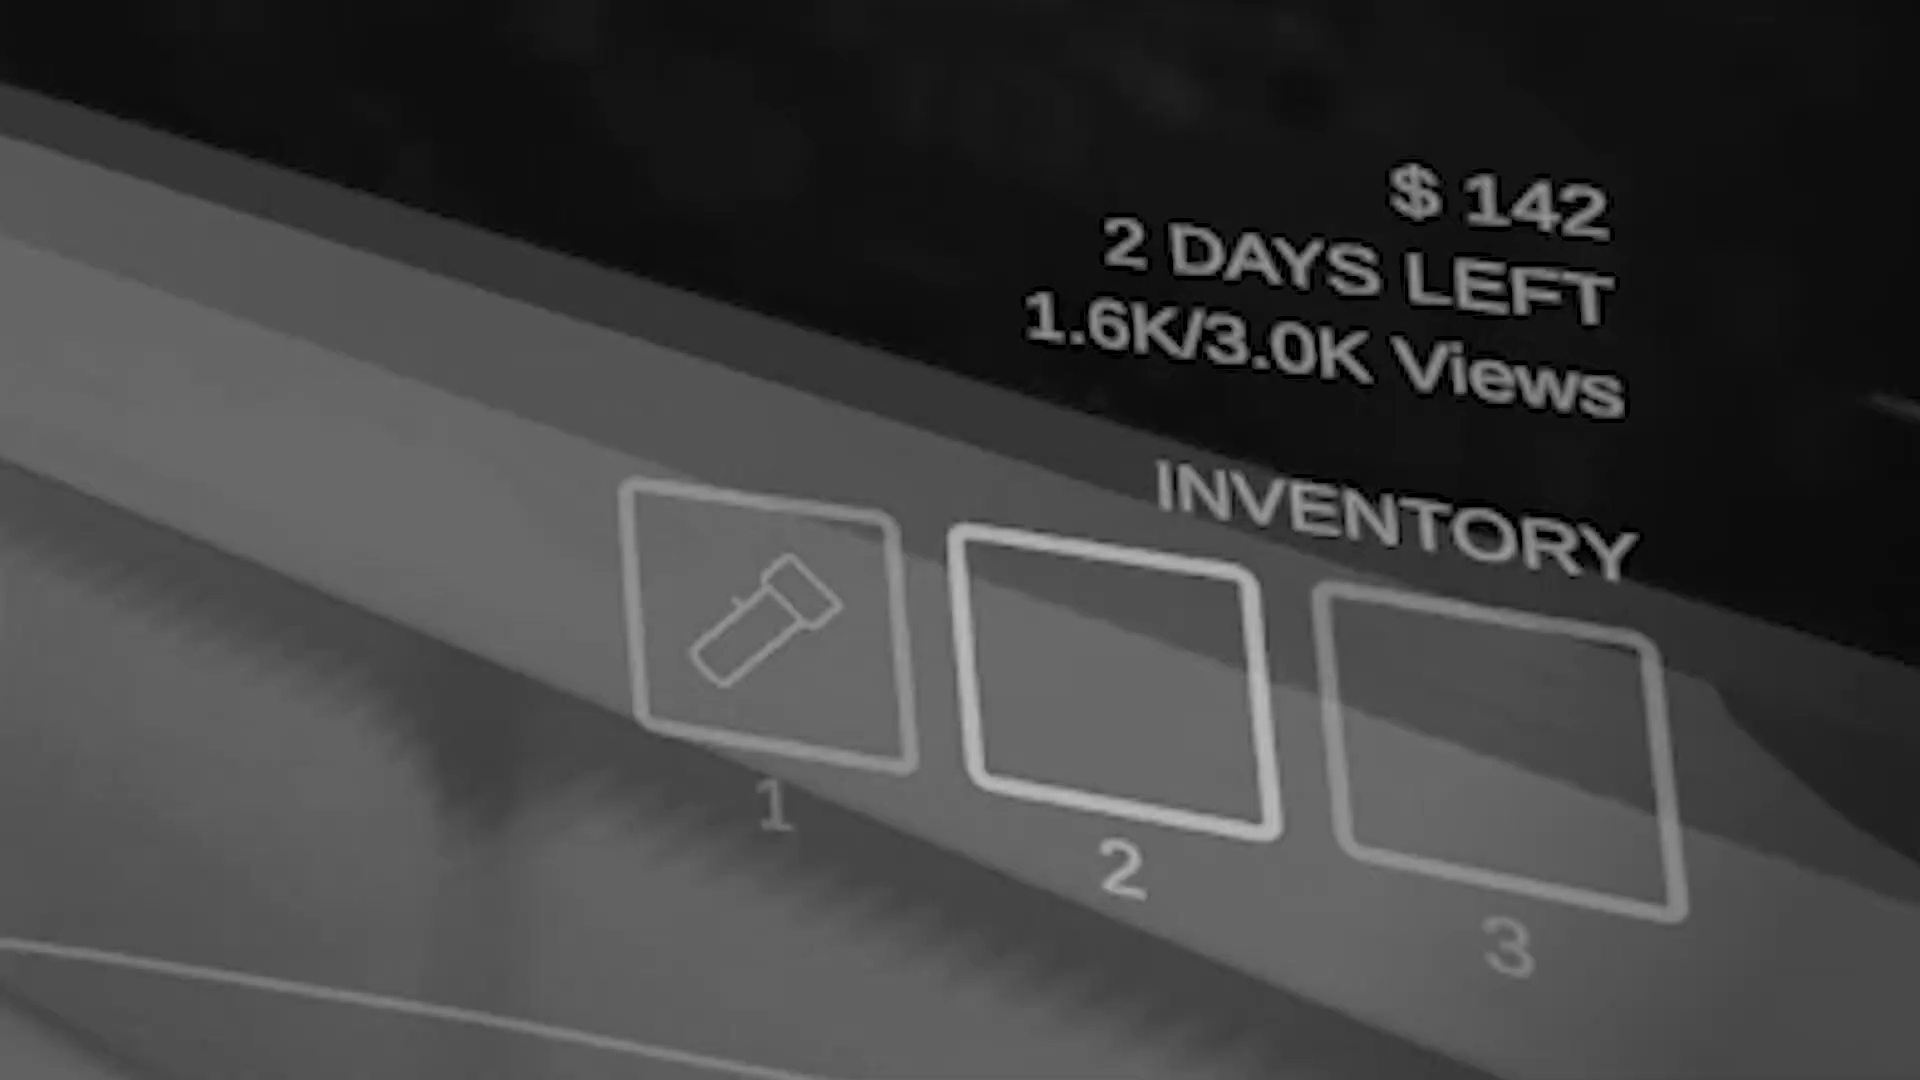 $ 142
2 DAYS LEFT
1.6K/3.0K Views
INVENTORY
1
2
3